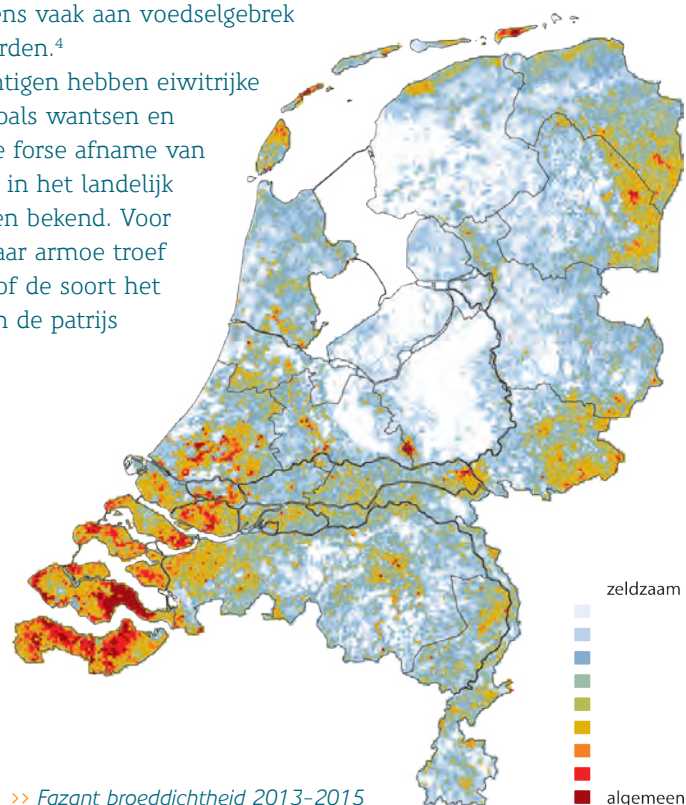 ens vaak aan voedselgebrek
rden.⁴
ntigen hebben eiwitrijke
oals wantsen en
e forse afname van
in het landelijk
en bekend. Voor
aar armoe troef
of de soort het
n de patrijs
zeldzaam
algemeen
>> Fazant broeddichtheid 2013-2015